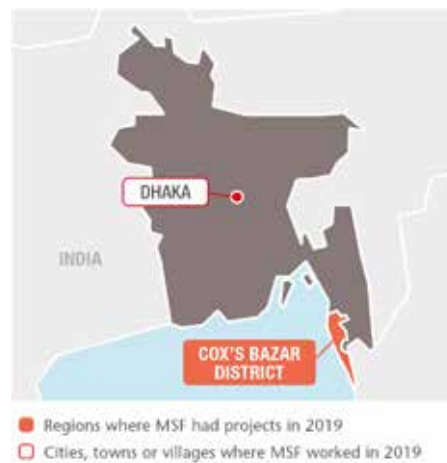 DHAKA
INDIA
COX'S BAZAR
DISTRICT
Regions where MSF had projects in 2019
Cities, towns or villages where MSF worked in 2019